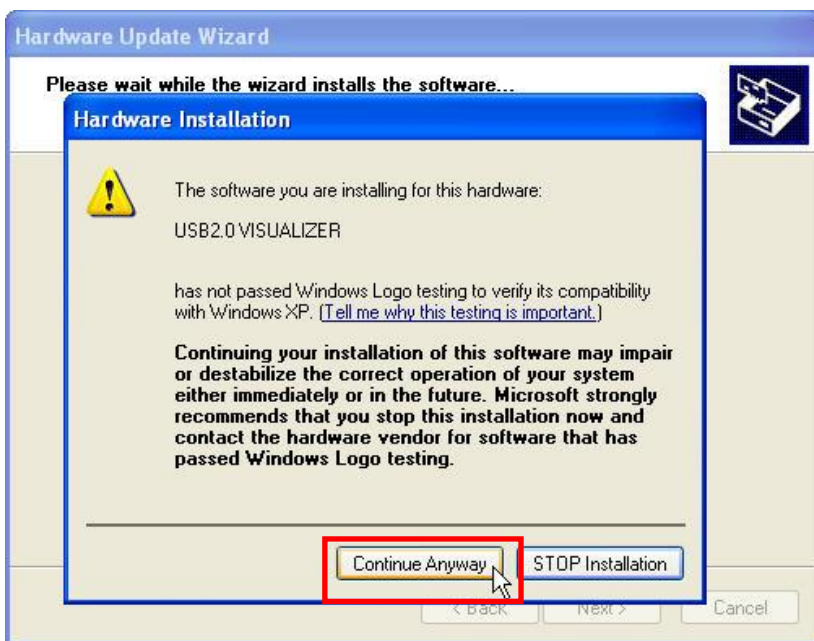 Hardware Update Wizard
Please wait while the wizard installs the software...
Hardware Installation
The software you are installing for this hardware:
USB2.0 VISUALIZER
has not passed Windows Logo testing to verify its compatibility
with Windows XP. (Tell me why this testing is important.)
Continuing your installation of this software may impair
or destabilize the correct operation of your system
either immediately or in the future. Microsoft strongly
recommends that you stop this installation now and
contact the hardware vendor for software that has
passed Windows Logo testing.
Continue Anyway STOP Installation
< Back Next > Cancel